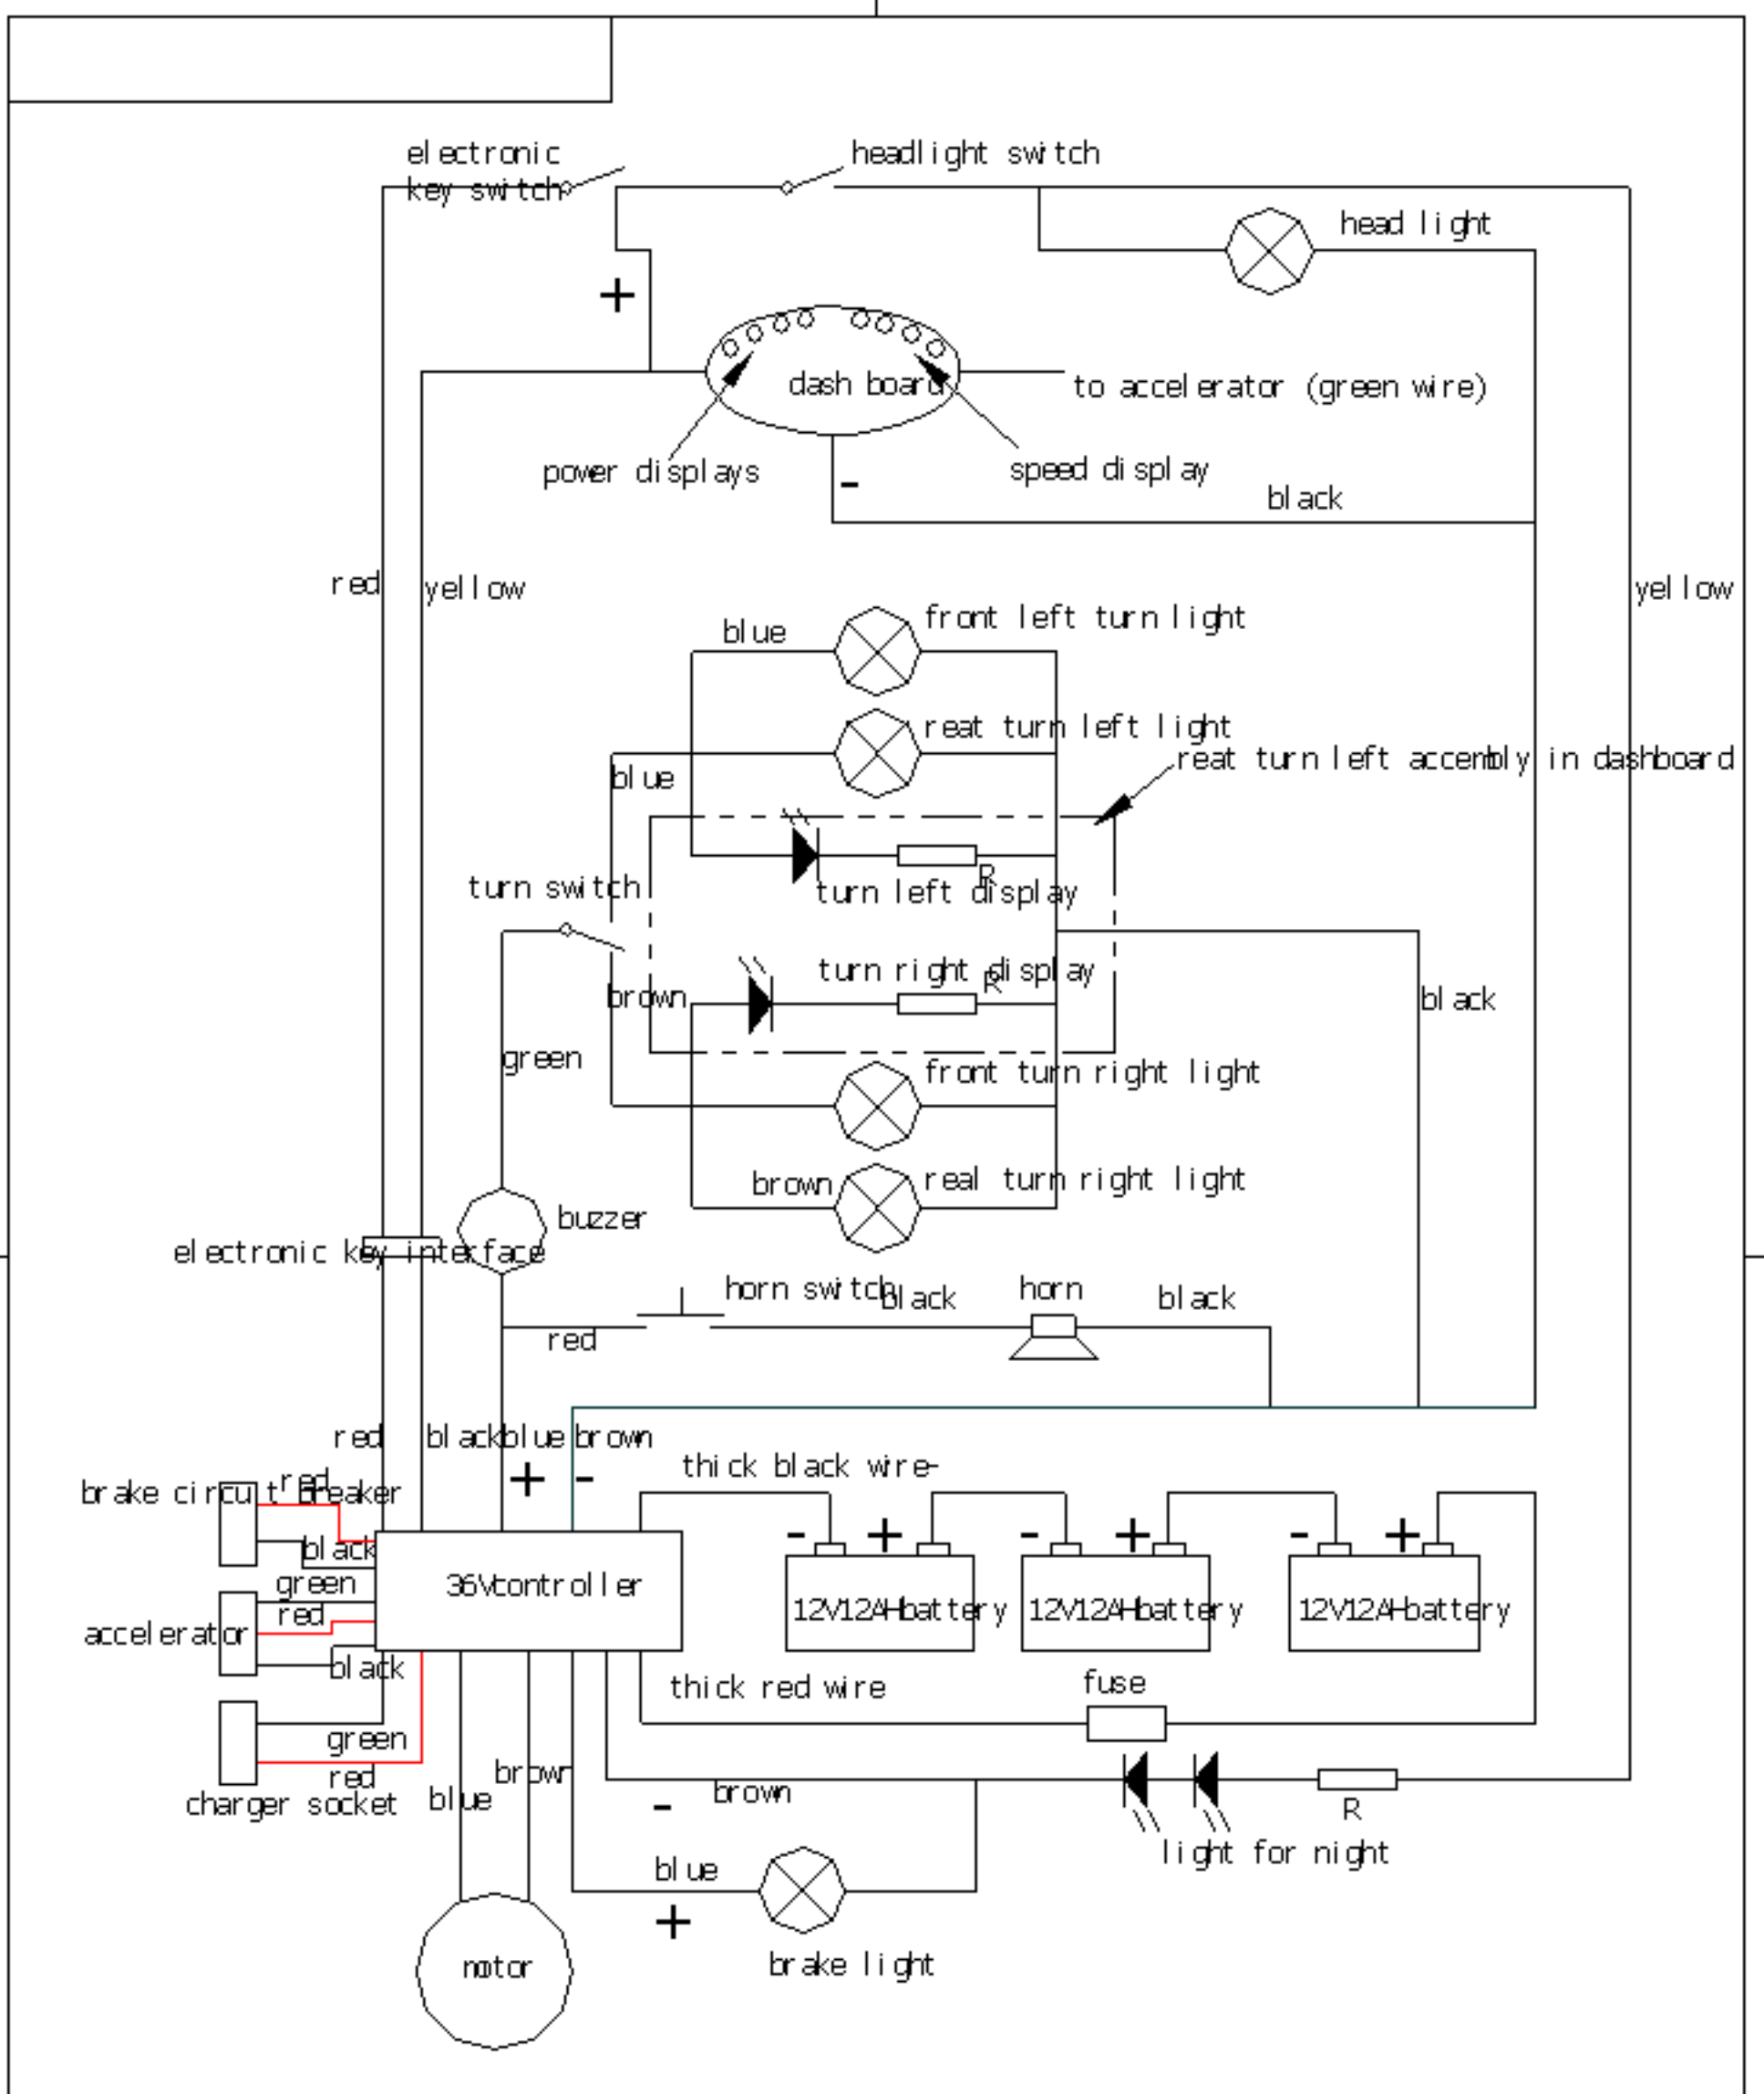 electronic
key switch
headlight switch
head light
+
dash board
to accelerator (green wire)
power displays
speed display
-
black
red
yellow
yellow
front left turn light
blue
reat turn left light
reat turn left accembly in dashboard
blue
R
turn left display
turn switch
turn right display
R
brown
black
green
front turn right light
brown
real turn right light
buzzer
electronic key interface
horn switch
black
horn
black
red
red
black
blue
brown
+
-
thick black wire-
red
brake circuit breaker
black
green
red
accelerator
black
36Vcontroller
-
+
-
+
-
+
12V12AHbattery
12V12AHbattery
12V12AHbattery
thick red wire
fuse
green
red
charger socket
blue
brown
-
brown
R
light for night
blue
+
brake light
motor